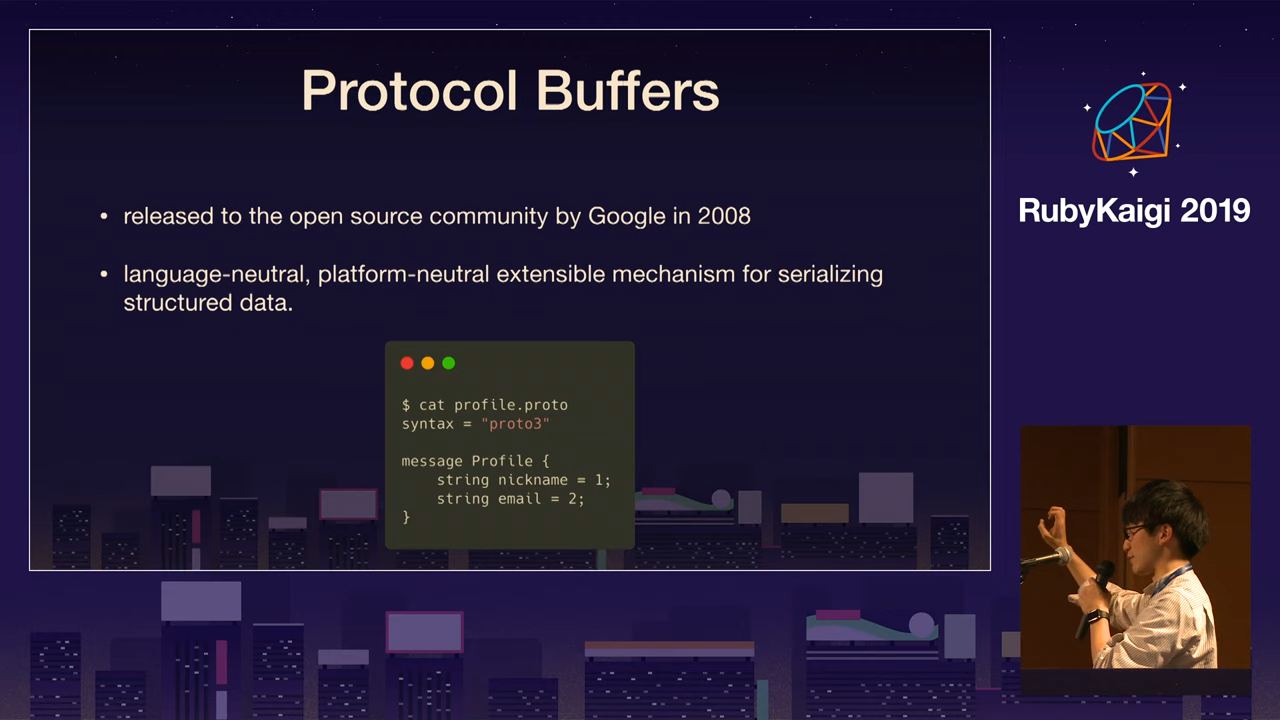 Protocol Buffers
• released to the open source community by Google in 2008
• language-neutral, platform-neutral extensible mechanism for serializing
structured data.
$ cat profile.proto
syntax = "proto3"
message Profile {
    string nickname = 1;
    string email = 2;
}
RubyKaigi 2019